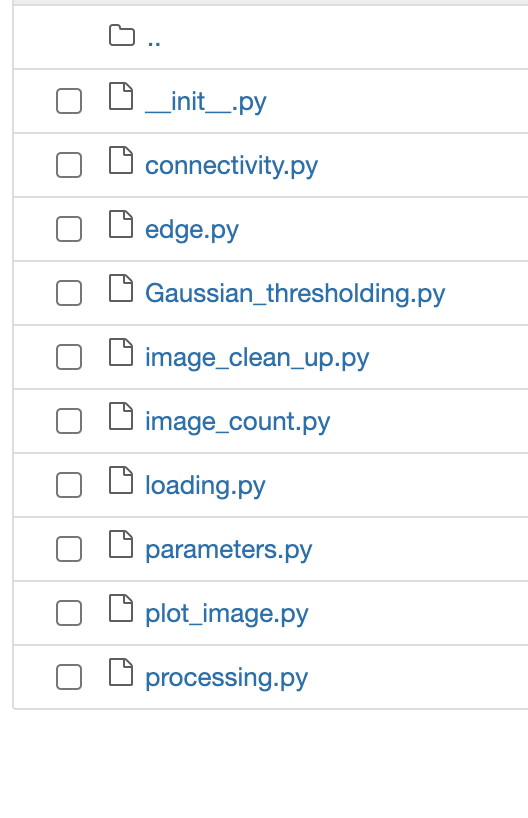 ..
__init__.py
connectivity.py
edge.py
Gaussian_thresholding.py
image_clean_up.py
image_count.py
loading.py
parameters.py
plot_image.py
processing.py